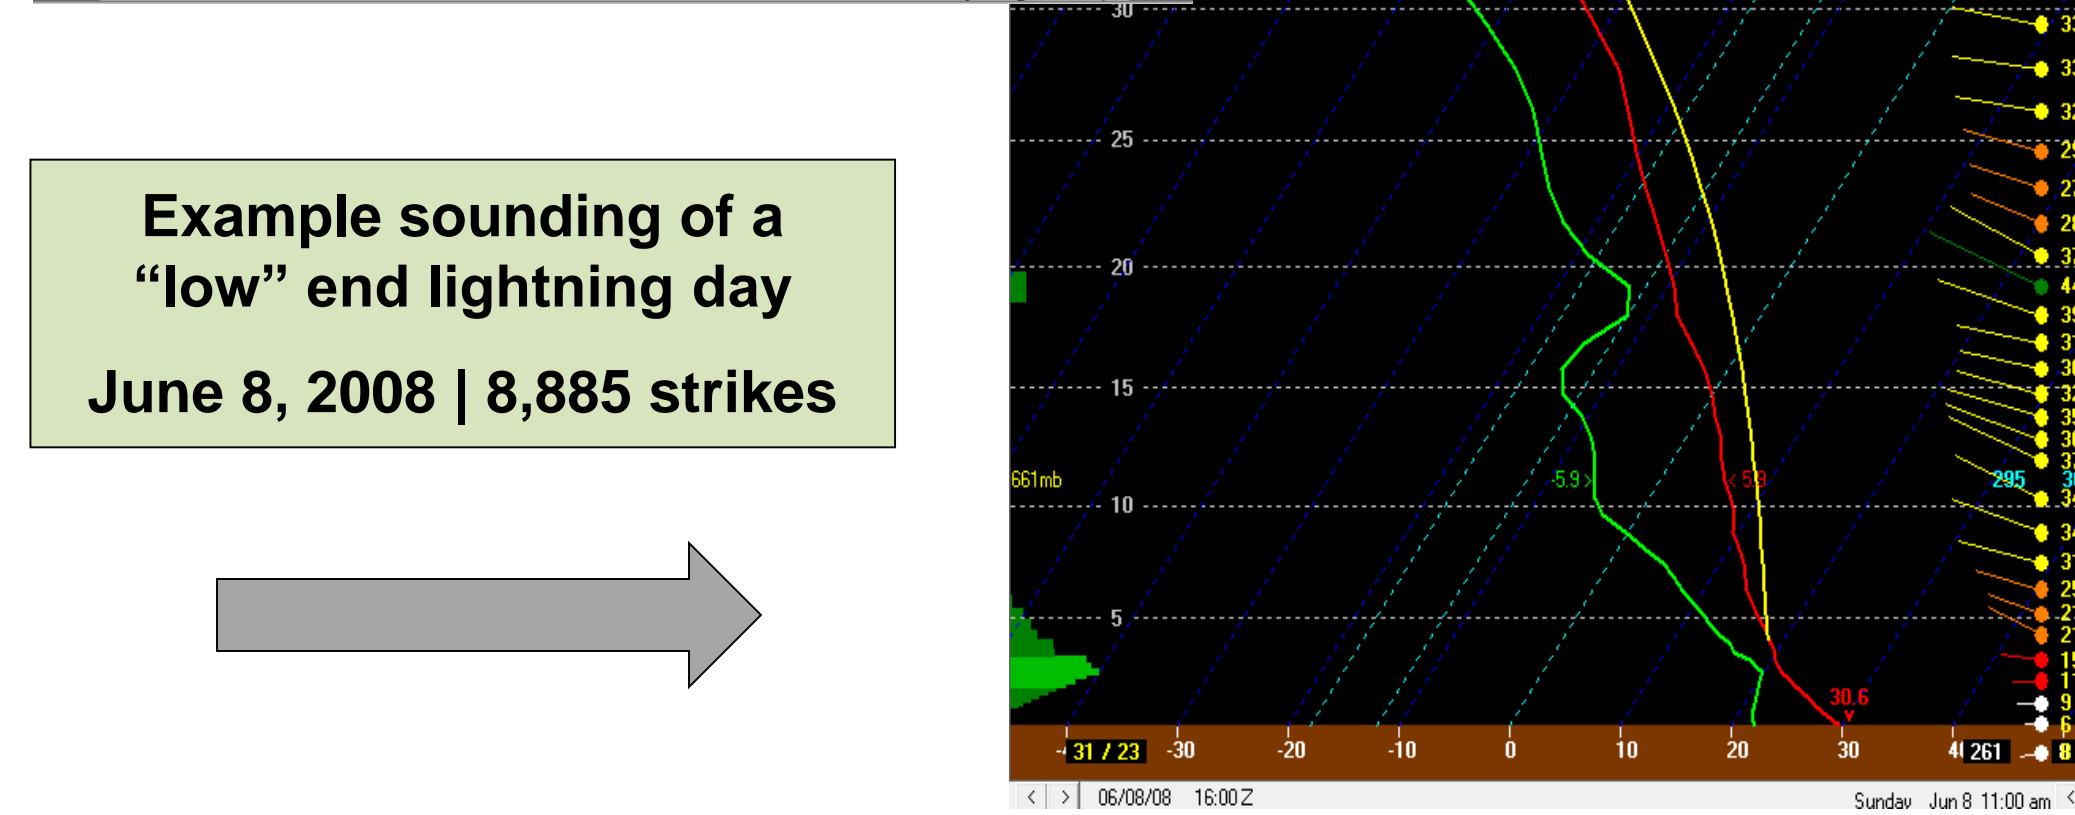 Example sounding of a
“low” end lightning day
June 8, 2008 | 8,885 strikes
30
25
20
15
10
5
661mb
-5.9 >
< 5.9
295
30.6
31 / 23
-30
-20
-10
0
10
20
30
261
8
06/08/08 16:00 Z
Sunday Jun 8 11:00 am